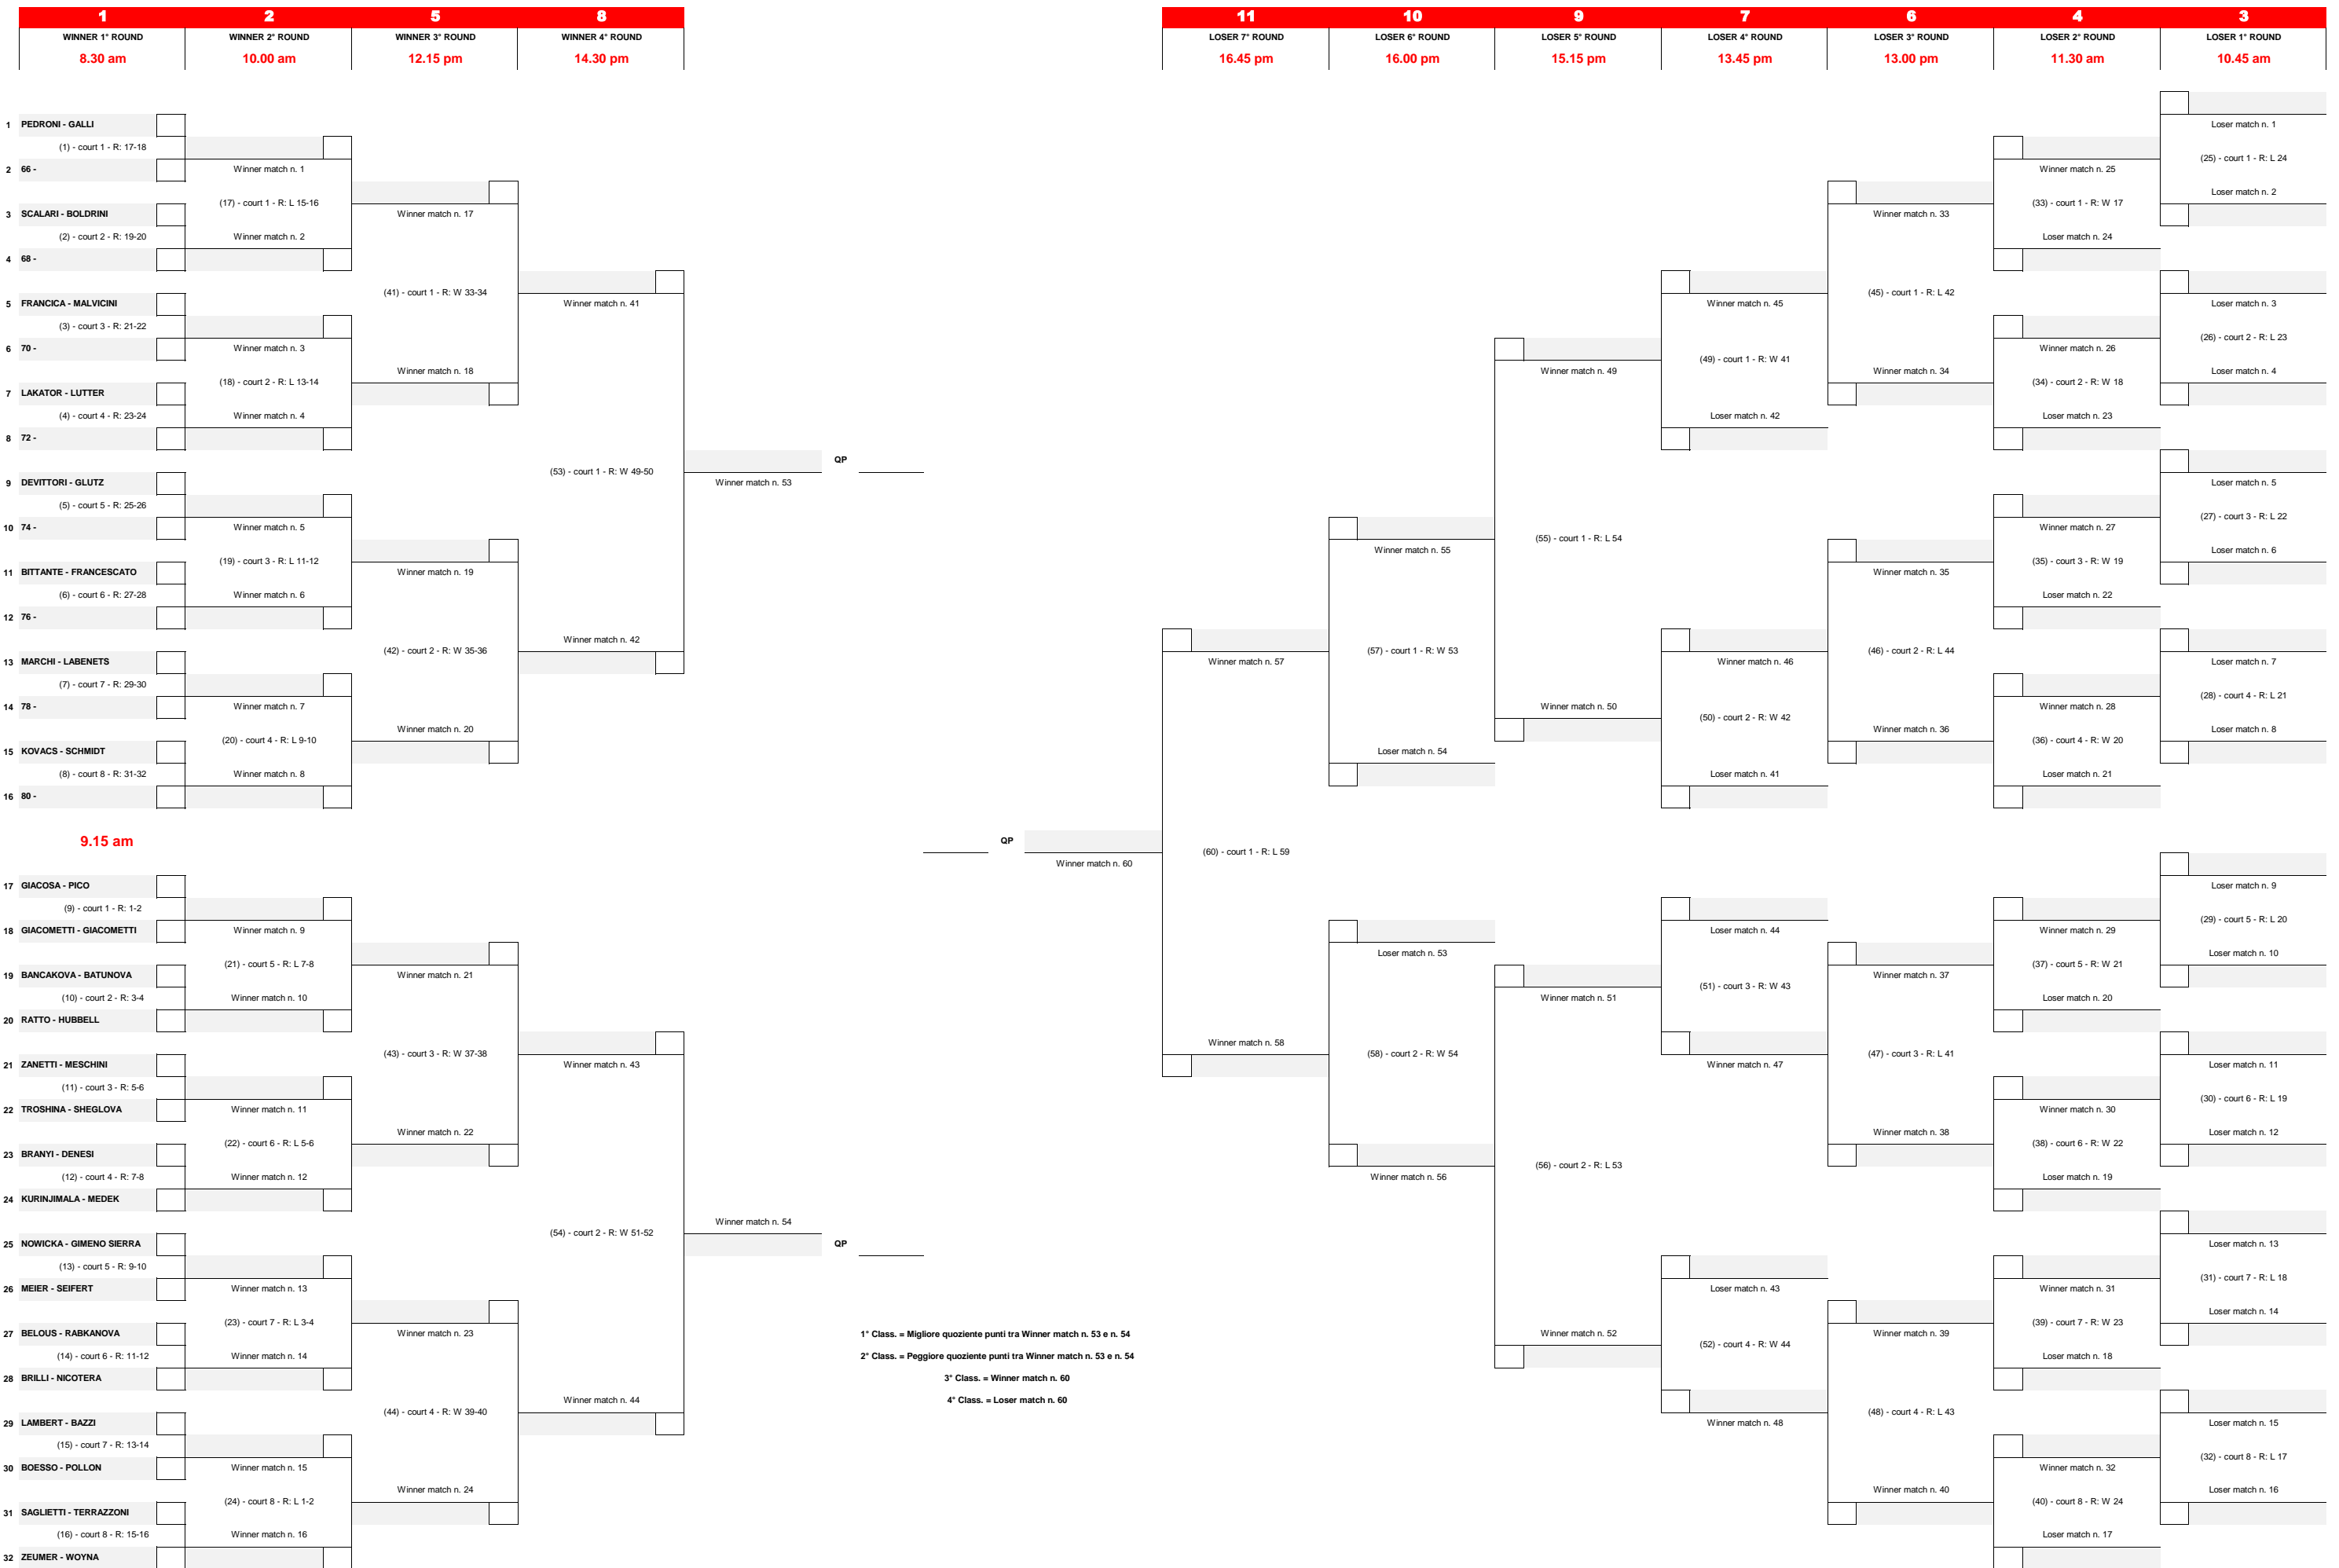 1 2 5 8 11 10 9 7 6 4 3
WINNER 1° ROUND WINNER 2° ROUND WINNER 3° ROUND WINNER 4° ROUND LOSER 7° ROUND LOSER 6° ROUND LOSER 5° ROUND LOSER 4° ROUND LOSER 3° ROUND LOSER 2° ROUND LOSER 1° ROUND
8.30 am 10.00 am 12.15 pm 14.30 pm 16.45 pm 16.00 pm 15.15 pm 13.45 pm 13.00 pm 11.30 am 10.45 am
1 PEDRONI - GALLI
(1) - court 1 - R: 17-18
2 66 -
3 SCALARI - BOLDRINI
(2) - court 2 - R: 19-20
4 68 -
5 FRANCICA - MALVICINI
(3) - court 3 - R: 21-22
6 70 -
7 LAKATOR - LUTTER
(4) - court 4 - R: 23-24
8 72 -
9 DEVITTORI - GLUTZ
(5) - court 5 - R: 25-26
10 74 -
11 BITTANTE - FRANCESCATO
(6) - court 6 - R: 27-28
12 76 -
13 MARCHI - LABENETS
(7) - court 7 - R: 29-30
14 78 -
15 KOVACS - SCHMIDT
(8) - court 8 - R: 31-32
16 80 -
9.15 am
17 GIACOSA - PICO
(9) - court 1 - R: 1-2
18 GIACOMETTI - GIACOMETTI
19 BANCAKOVA - BATUNOVA
(10) - court 2 - R: 3-4
20 RATTO - HUBBELL
21 ZANETTI - MESCHINI
(11) - court 3 - R: 5-6
22 TROSHINA - SHEGLOVA
23 BRANYI - DENESI
(12) - court 4 - R: 7-8
24 KURINJIMALA - MEDEK
25 NOWICKA - GIMENO SIERRA
(13) - court 5 - R: 9-10
26 MEIER - SEIFERT
27 BELOUS - RABKANOVA
(14) - court 6 - R: 11-12
28 BRILLI - NICOTERA
29 LAMBERT - BAZZI
(15) - court 7 - R: 13-14
30 BOESSO - POLLON
31 SAGLIETTI - TERRAZZONI
(16) - court 8 - R: 15-16
32 ZEUMER - WOYNA
Winner match n. 1
(17) - court 1 - R: L 15-16
Winner match n. 2
Winner match n. 3
(18) - court 2 - R: L 13-14
Winner match n. 4
Winner match n. 5
(19) - court 3 - R: L 11-12
Winner match n. 6
Winner match n. 7
(20) - court 4 - R: L 9-10
Winner match n. 8
Winner match n. 9
(21) - court 5 - R: L 7-8
Winner match n. 10
Winner match n. 11
(22) - court 6 - R: L 5-6
Winner match n. 12
Winner match n. 13
(23) - court 7 - R: L 3-4
Winner match n. 14
Winner match n. 15
(24) - court 8 - R: L 1-2
Winner match n. 16
Winner match n. 17
(41) - court 1 - R: W 33-34
Winner match n. 18
Winner match n. 19
(42) - court 2 - R: W 35-36
Winner match n. 20
Winner match n. 21
(43) - court 3 - R: W 37-38
Winner match n. 22
Winner match n. 23
(44) - court 4 - R: W 39-40
Winner match n. 24
Winner match n. 41
(53) - court 1 - R: W 49-50
Winner match n. 42
Winner match n. 43
(54) - court 2 - R: W 51-52
Winner match n. 44
QP
Winner match n. 53
Winner match n. 54
QP
QP
Winner match n. 60
1° Class. = Migliore quoziente punti tra Winner match n. 53 e n. 54
2° Class. = Peggiore quoziente punti tra Winner match n. 53 e n. 54
3° Class. = Winner match n. 60
4° Class. = Loser match n. 60
Winner match n. 57
(60) - court 1 - R: L 59
Winner match n. 58
Winner match n. 55
(57) - court 1 - R: W 53
Loser match n. 54
Loser match n. 53
(58) - court 2 - R: W 54
Winner match n. 56
Winner match n. 49
(55) - court 1 - R: L 54
Winner match n. 50
Winner match n. 51
(56) - court 2 - R: L 53
Winner match n. 52
Winner match n. 45
(49) - court 1 - R: W 41
Loser match n. 42
Winner match n. 46
(50) - court 2 - R: W 42
Loser match n. 41
Loser match n. 44
(51) - court 3 - R: W 43
Winner match n. 47
Loser match n. 43
(52) - court 4 - R: W 44
Winner match n. 48
Winner match n. 33
(45) - court 1 - R: L 42
Winner match n. 34
Winner match n. 35
(46) - court 2 - R: L 44
Winner match n. 36
Winner match n. 37
(47) - court 3 - R: L 41
Winner match n. 38
Winner match n. 39
(48) - court 4 - R: L 43
Winner match n. 40
Winner match n. 25
(33) - court 1 - R: W 17
Loser match n. 24
Winner match n. 26
(34) - court 2 - R: W 18
Loser match n. 23
Winner match n. 27
(35) - court 3 - R: W 19
Loser match n. 22
Winner match n. 28
(36) - court 4 - R: W 20
Loser match n. 21
Winner match n. 29
(37) - court 5 - R: W 21
Loser match n. 20
Winner match n. 30
(38) - court 6 - R: W 22
Loser match n. 19
Winner match n. 31
(39) - court 7 - R: W 23
Loser match n. 18
Winner match n. 32
(40) - court 8 - R: W 24
Loser match n. 17
Loser match n. 1
(25) - court 1 - R: L 24
Loser match n. 2
Loser match n. 3
(26) - court 2 - R: L 23
Loser match n. 4
Loser match n. 5
(27) - court 3 - R: L 22
Loser match n. 6
Loser match n. 7
(28) - court 4 - R: L 21
Loser match n. 8
Loser match n. 9
(29) - court 5 - R: L 20
Loser match n. 10
Loser match n. 11
(30) - court 6 - R: L 19
Loser match n. 12
Loser match n. 13
(31) - court 7 - R: L 18
Loser match n. 14
Loser match n. 15
(32) - court 8 - R: L 17
Loser match n. 16